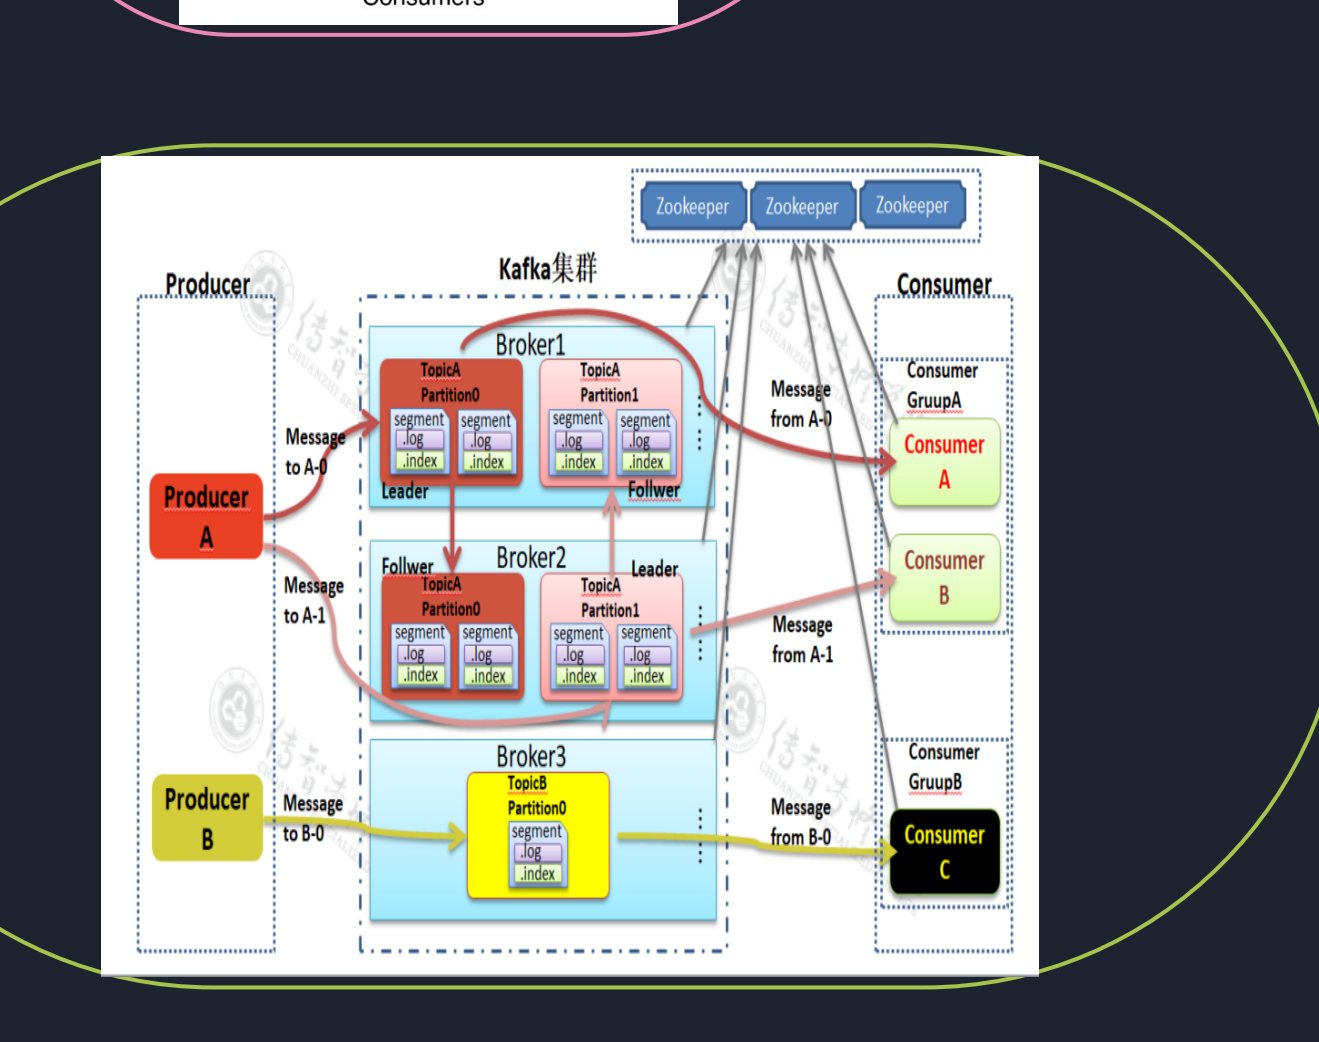 Consumers
Zookeeper
Zookeeper
Zookeeper
Kafka集群
Producer
Consumer
Broker1
TopicA
Partition0
segment
.log
.index
segment
.log
.index
Leader
TopicA
Partition1
segment
.log
.index
segment
.log
.index
Follwer
Message
to A-0
Producer
A
Message
to A-1
Message
from A-0
Consumer
GruupA
Consumer
A
Consumer
B
Broker2
Follwer
TopicA
Partition0
segment
.log
.index
segment
.log
.index
Leader
TopicA
Partition1
segment
.log
.index
segment
.log
.index
Message
from A-1
Broker3
TopicB
Partition0
segment
.log
.index
Producer
B
Message
to B-0
Message
from B-0
Consumer
GruupB
Consumer
C